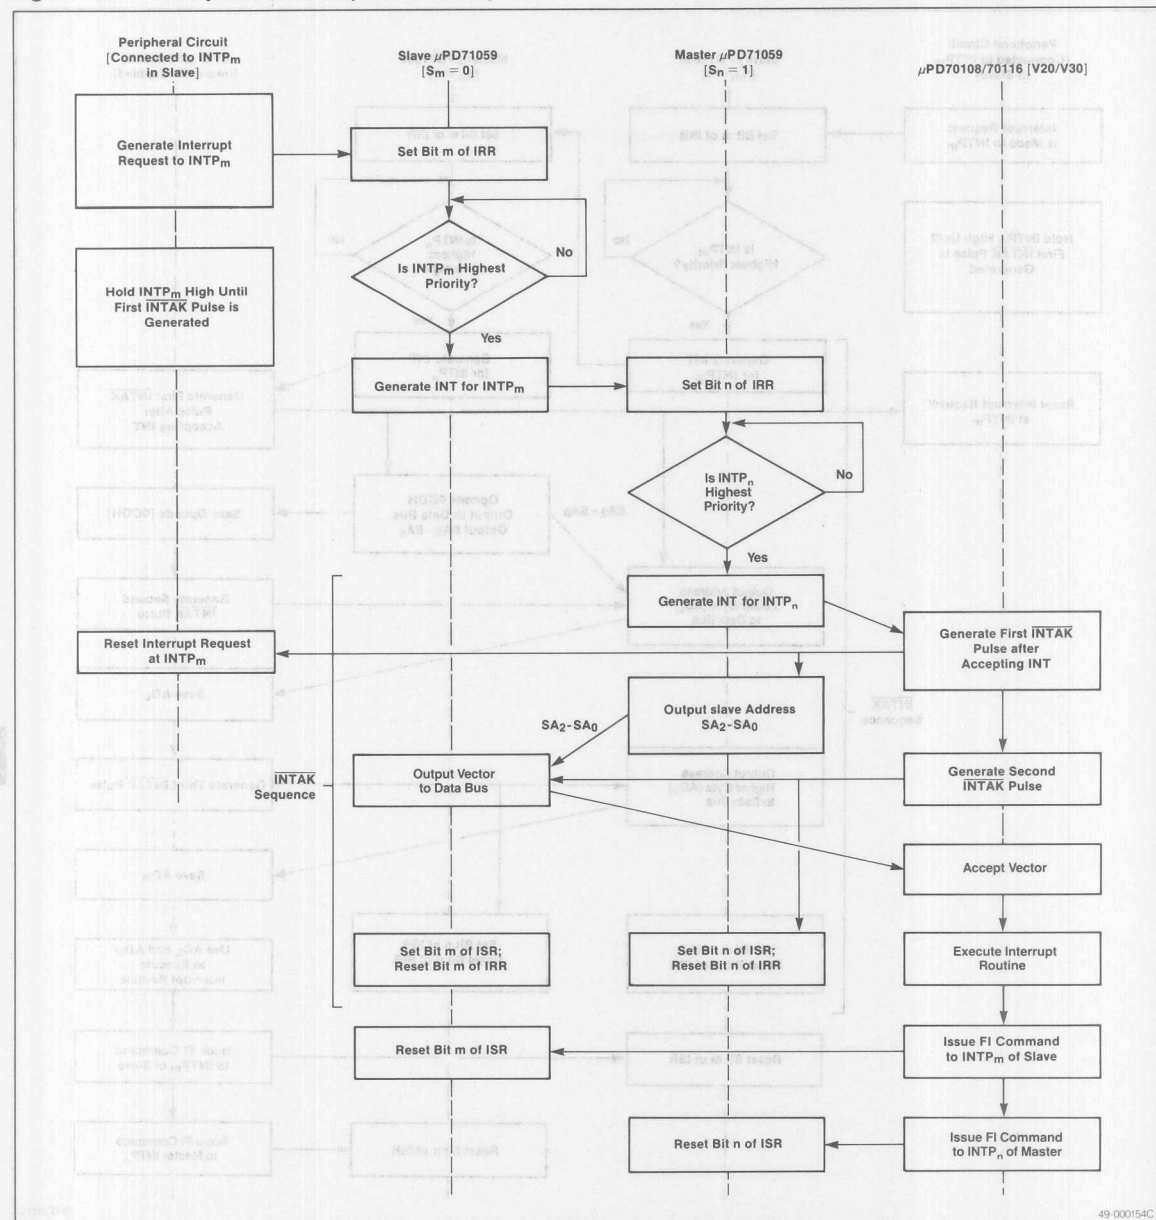 Peripheral Circuit
[Connected to INTPm
in Slave]
Slave μPD71059
[Sm = 0]
Master μPD71059
[Sn = 1]
μPD70108/70116 [V20/V30]
Generate Interrupt
Request to INTPm
Set Bit m of IRR
Hold INTPm High Until
First INTAK Pulse is
Generated
Is INTPm Highest
Priority?
No
Yes
Generate INT for INTPm
Set Bit n of IRR
Is INTPn
Highest
Priority?
No
Yes
Generate INT for INTPn
Reset Interrupt Request
at INTPm
Generate First INTAK
Pulse after
Accepting INT
Output slave Address
SA2-SA0
SA2-SA0
INTAK
Sequence
Output Vector
to Data Bus
Generate Second
INTAK Pulse
Accept Vector
Set Bit m of ISR;
Reset Bit m of IRR
Set Bit n of ISR;
Reset Bit n of IRR
Execute Interrupt
Routine
Reset Bit m of ISR
Issue FI Command
to INTPm of Slave
Reset Bit n of ISR
Issue FI Command
to INTPn of Master
49-000154C